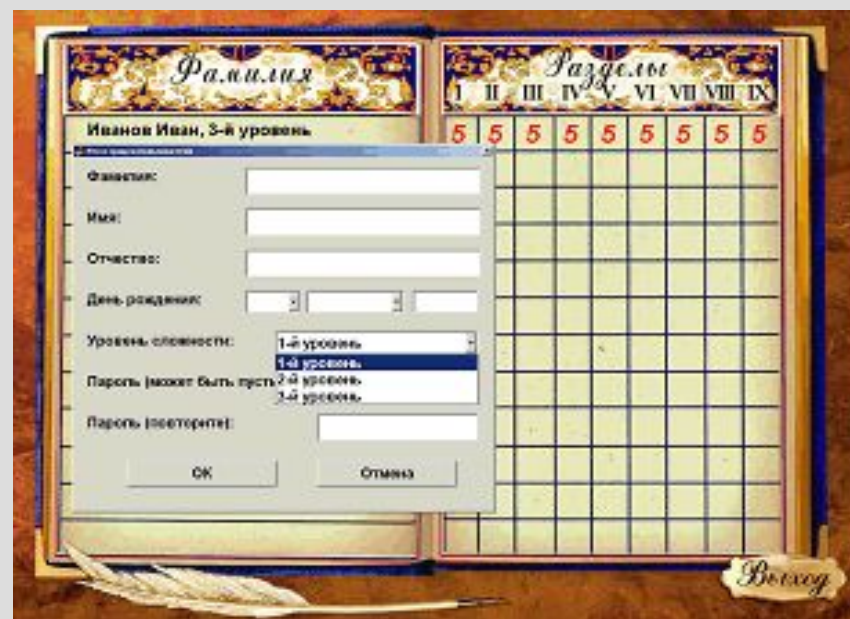 Фамилия
Разделы
I II III IV V VI VII VIII IX
Иванов Иван, 3-й уровень
5 5 5 5 5 5 5 5 5
Фамилия:
Имя:
Отчество:
День рождения:
Уровень сложности:
1-й уровень
1-й уровень
2-й уровень
3-й уровень
Пароль (может быть пусть
Пароль (повторите):
ОК
Отмена
Выход